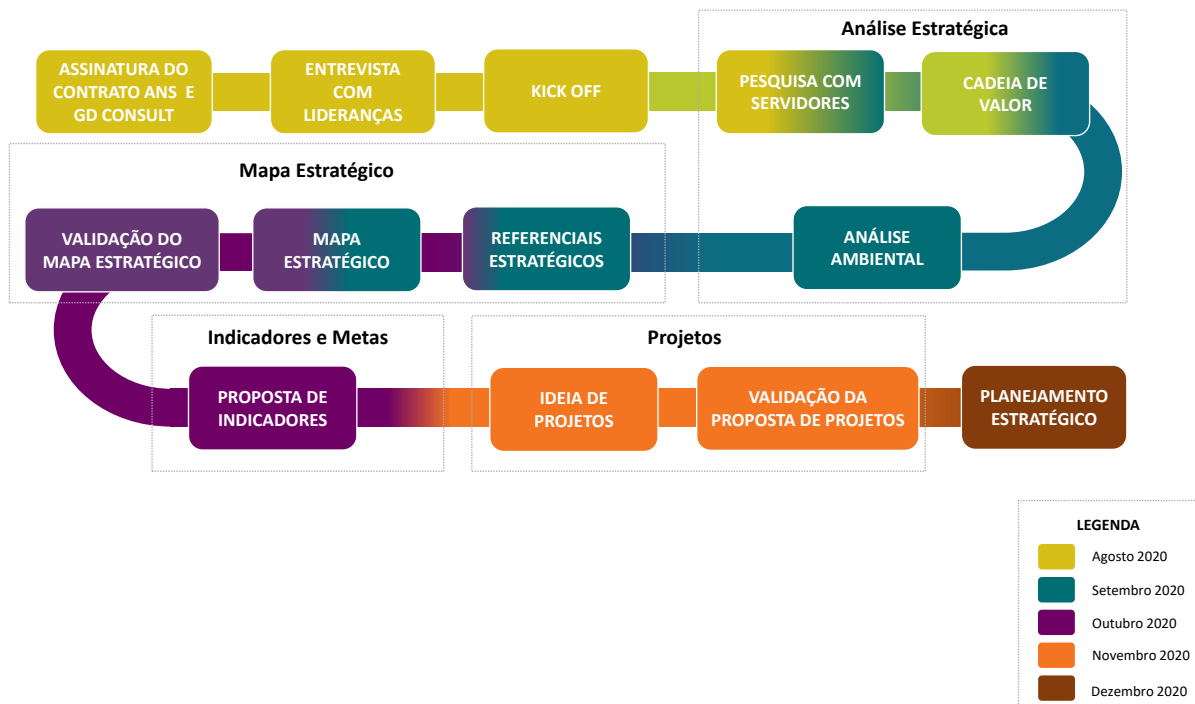 Análise Estratégica
ASSINATURA DO
CONTRATO ANS E
GD CONSULT
ENTREVISTA
COM
LIDERANÇAS
KICK OFF
PESQUISA COM
SERVIDORES
CADEIA DE
VALOR
Mapa Estratégico
VALIDAÇÃO DO
MAPA ESTRATÉGICO
MAPA
ESTRATÉGICO
REFERENCIAIS
ESTRATÉGICOS
ANÁLISE
AMBIENTAL
Indicadores e Metas
Projetos
PROPOSTA DE
INDICADORES
IDEIA DE
PROJETOS
VALIDAÇÃO DA
PROPOSTA DE PROJETOS
PLANEJAMENTO
ESTRATÉGICO
LEGENDA
Agosto 2020
Setembro 2020
Outubro 2020
Novembro 2020
Dezembro 2020